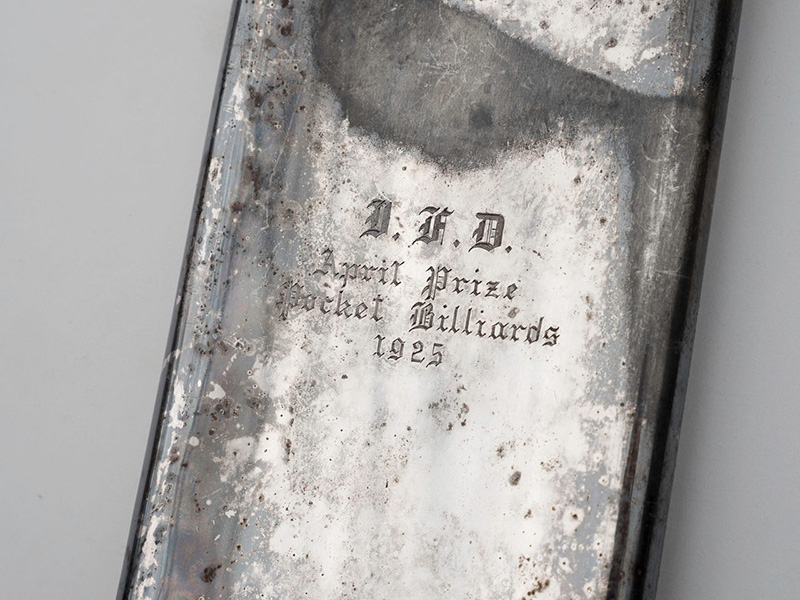 I. F. D.
April Prize
Pocket Billiards
1925